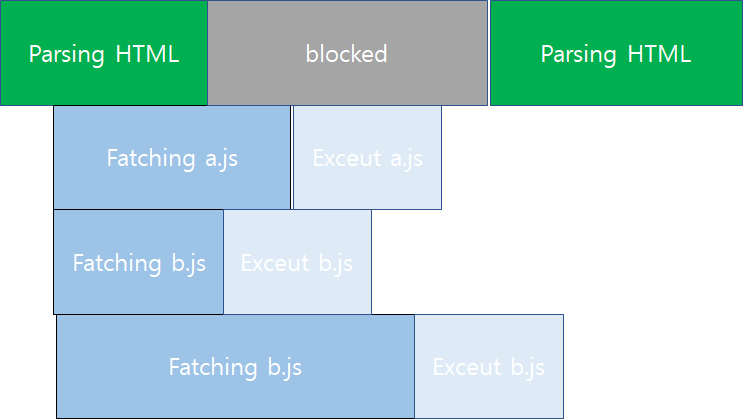 Parsing HTML
blocked
Parsing HTML
Fatching a.js
Exceut a.js
Fatching b.js
Exceut b.js
Fatching b.js
Exceut b.js